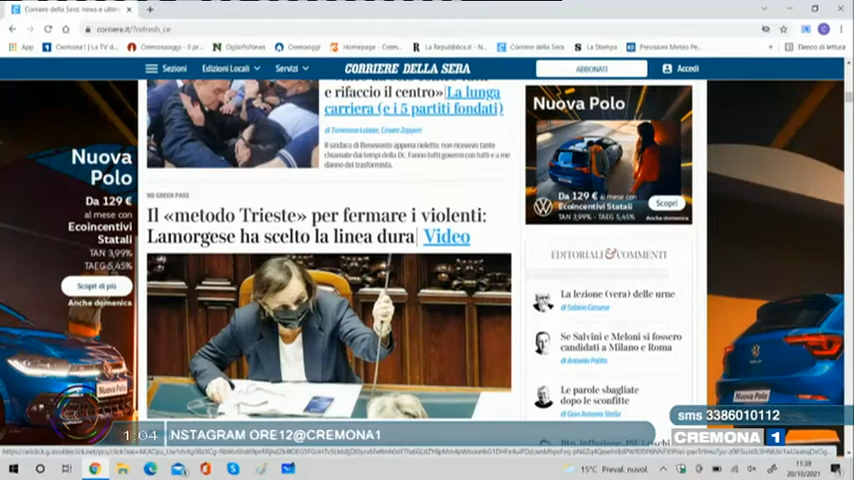 Corriere della Sera: news e ultim
corriere.it/?refresh_ce
App
Cremona1 | La TV d...
Cremonaoggi - il pr...
OglioPoNews
Cremaoggi
Homepage - Crem...
La Repubblica.it - N...
Corriere della Sera
La Stampa
Previsioni Meteo Pe...
Elenco di lettura
Sezioni
Edizioni Locali
Servizi
CORRIERE DELLA SERA
ABBONATI
Accedi
e rifaccio il centro»|La lunga
carriera (e i 5 partiti fondati)
di Tommaso Labate, Cesare Zapperi
Il sindaco di Benevento appena rieletto: non ricevevo tante
chiamate dai tempi della Dc. Fanno tutti governi con tutti e a me
danno del trasformista.
NO GREEN PASS
Il «metodo Trieste» per fermare i violenti:
Lamorgese ha scelto la linea dura| Video
Nuova
Polo
Da 129 €
al mese con
Ecoincentivi
Statali
TAN 3,99%
TAEG 5,45%
Scopri di più
Anche domenica
Nuova Polo
Nuova Polo
Da 129 € al mese con
Ecoincentivi Statali
TAN 3,99% - TAEG 5,45%
Scopri
Anche domenica
EDITORIALI & COMMENTI
La lezione (vera) delle urne
di Sabino Cassese
Se Salvini e Meloni si fossero
candidati a Milano e Roma
di Antonio Polito
Le parole sbagliate
dopo le sconfitte
di Gian Antonio Stella
Nuova Polo
sms 3386010112
1:04
NSTAGRAM ORE12@CREMONA1
CREMONA 1
15°C Preval. nuvol.
11:39
20/10/2021